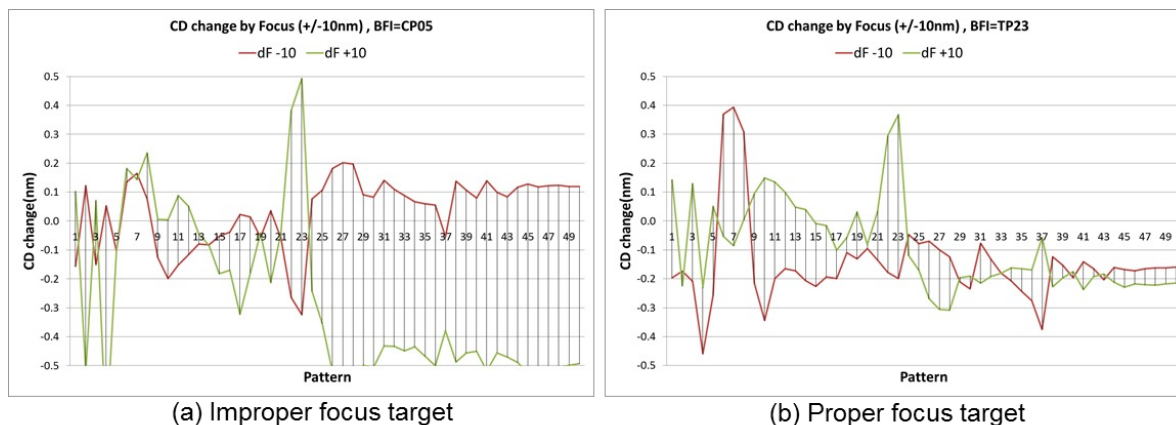 CD change by Focus (+/-10nm) , BFI=CP05
dF -10 dF +10
0.5
0.4
0.3
0.2
0.1
0.0
-0.1
-0.2
-0.3
-0.4
-0.5
1 3 5 7 9 11 13 15 17 19 21 23 25 27 29 31 33 35 37 39 41 43 45 47 49
CD change(nm)
Pattern
(a) Improper focus target
CD change by Focus (+/-10nm) , BFI=TP23
dF -10 dF +10
0.5
0.4
0.3
0.2
0.1
0.0
-0.1
-0.2
-0.3
-0.4
-0.5
1 3 5 7 9 11 13 15 17 19 21 23 25 27 29 31 33 35 37 39 41 43 45 47 49
CD change(nm)
Pattern
(b) Proper focus target